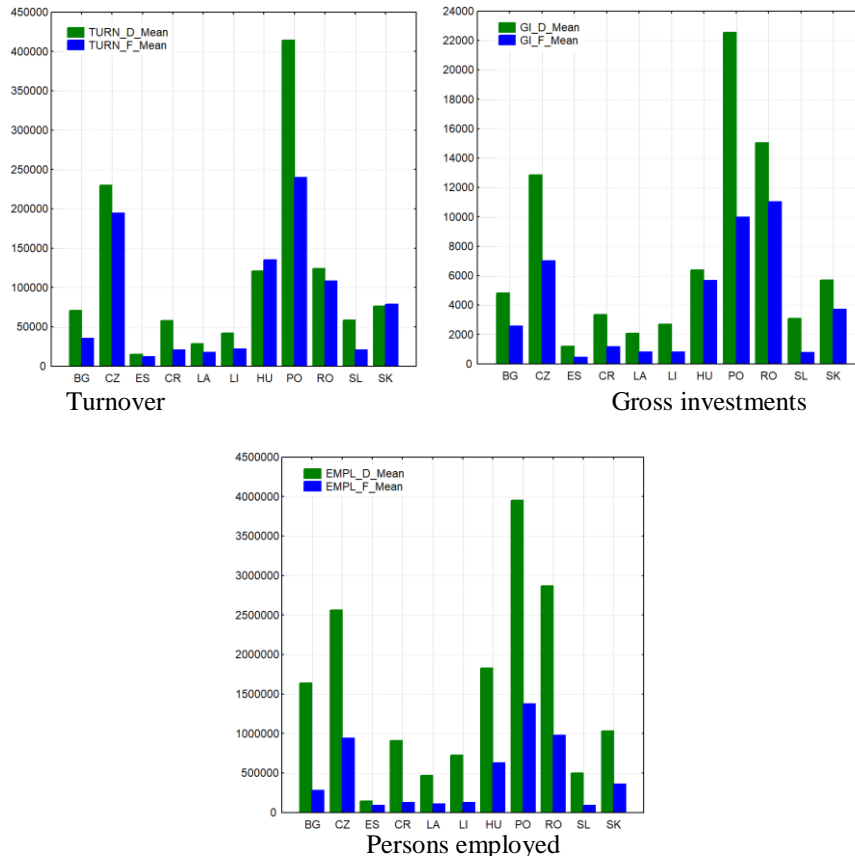 450000
400000
350000
300000
250000
200000
150000
100000
50000
0
TURN_D_Mean
TURN_F_Mean
BG CZ ES CR LA LI HU PO RO SL SK
Turnover
24000
22000
20000
18000
16000
14000
12000
10000
8000
6000
4000
2000
0
GI_D_Mean
GI_F_Mean
BG CZ ES CR LA LI HU PO RO SL SK
Gross investments
4500000
4000000
3500000
3000000
2500000
2000000
1500000
1000000
500000
0
EMPL_D_Mean
EMPL_F_Mean
BG CZ ES CR LA LI HU PO RO SL SK
Persons employed